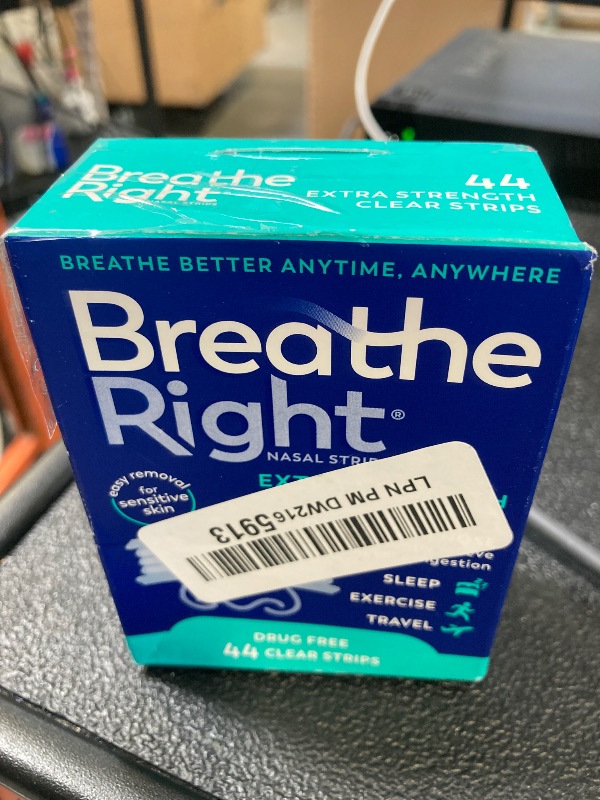 Breathe
Right
NASAL STRIPS
44
EXTRA STRENGTH
CLEAR STRIPS
BREATHE BETTER ANYTIME, ANYWHERE
Breathe
Right®
NASAL
easy removal
for
sensitive
skin
LPN PM DW2165913
SLEEP
EXERCISE
TRAVEL
DRUG FREE
44 CLEAR STRIPS